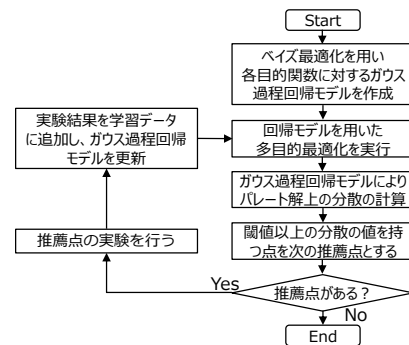 Start
ベイズ最適化を用い
各目的関数に対するガウス
過程回帰モデルを作成
実験結果を学習データ
に追加し、ガウス過程回帰
モデルを更新
回帰モデルを用いた
多目的最適化を実行
ガウス過程回帰モデルにより
パレート解上の分散の計算
推薦点の実験を行う
閾値以上の分散の値を持
つ点を次の推薦点とする
Yes
推薦点がある？
No
End